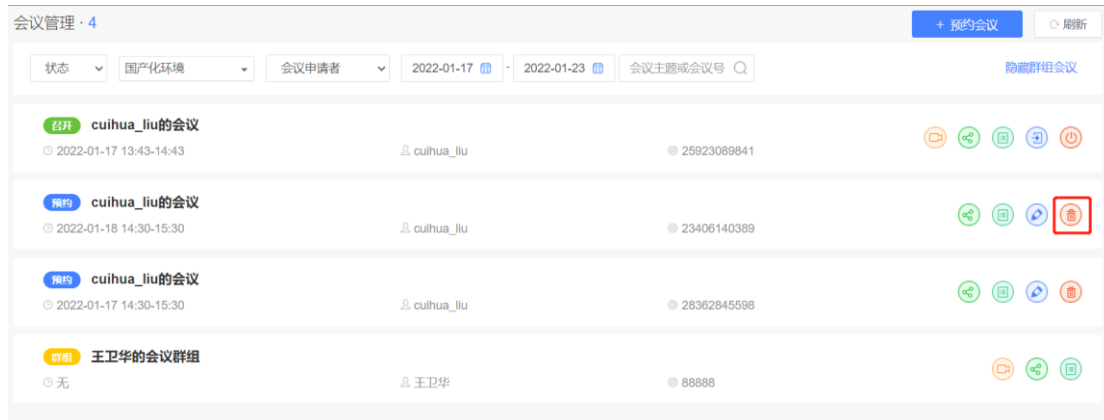 会议管理 · 4
+ 预约会议 刷新
状态 国产化环境 会议申请者 2022-01-17 - 2022-01-23 会议主题或会议号 隐藏群组会议
召开 cuihua_liu的会议
2022-01-17 13:43-14:43 cuihua_liu 25923089841
预约 cuihua_liu的会议
2022-01-18 14:30-15:30 cuihua_liu 23406140389
预约 cuihua_liu的会议
2022-01-17 14:30-15:30 cuihua_liu 28362845598
群组 王卫华的会议群组
无 王卫华 88888